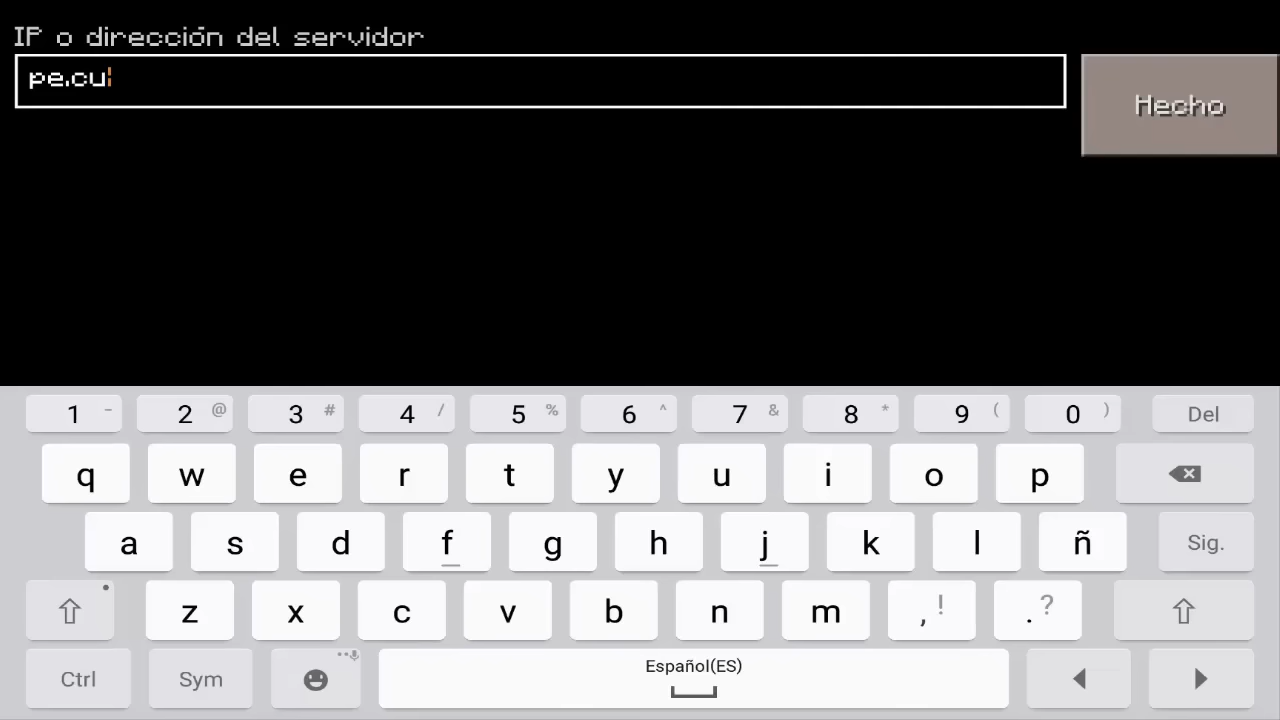 IP o dirección del servidor
pe.cu
Hecho
1 - 2 @ 3 # 4 / 5 % 6 ^ 7 & 8 * 9 ( 0 ) Del
q w e r t y u i o p
a s d f g h j k l ñ Sig.
z x c v b n m , ! . ?
Ctrl Sym Español(ES)